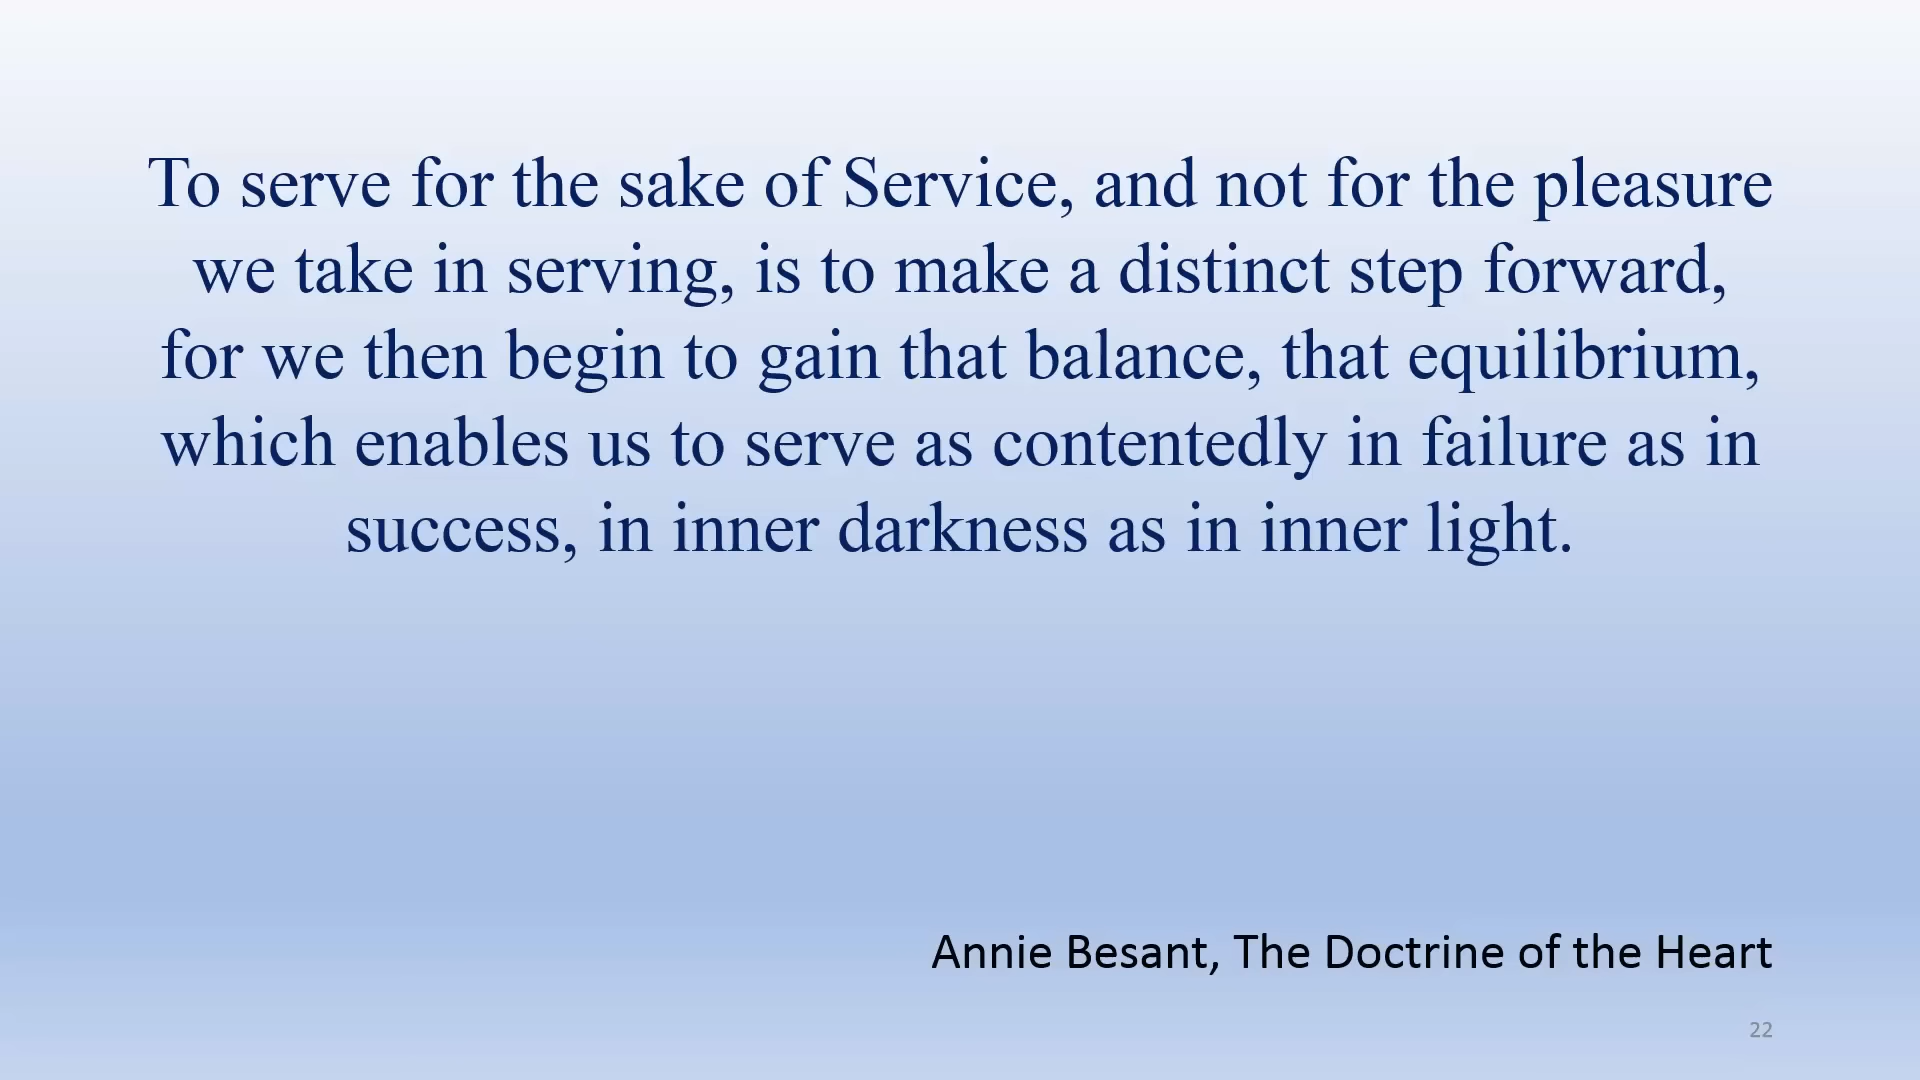 To serve for the sake of Service, and not for the pleasure
we take in serving, is to make a distinct step forward,
for we then begin to gain that balance, that equilibrium,
which enables us to serve as contentedly in failure as in
success, in inner darkness as in inner light.
Annie Besant, The Doctrine of the Heart
22